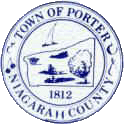 TOWN OF PORTER
1812
NIAGARA COUNTY